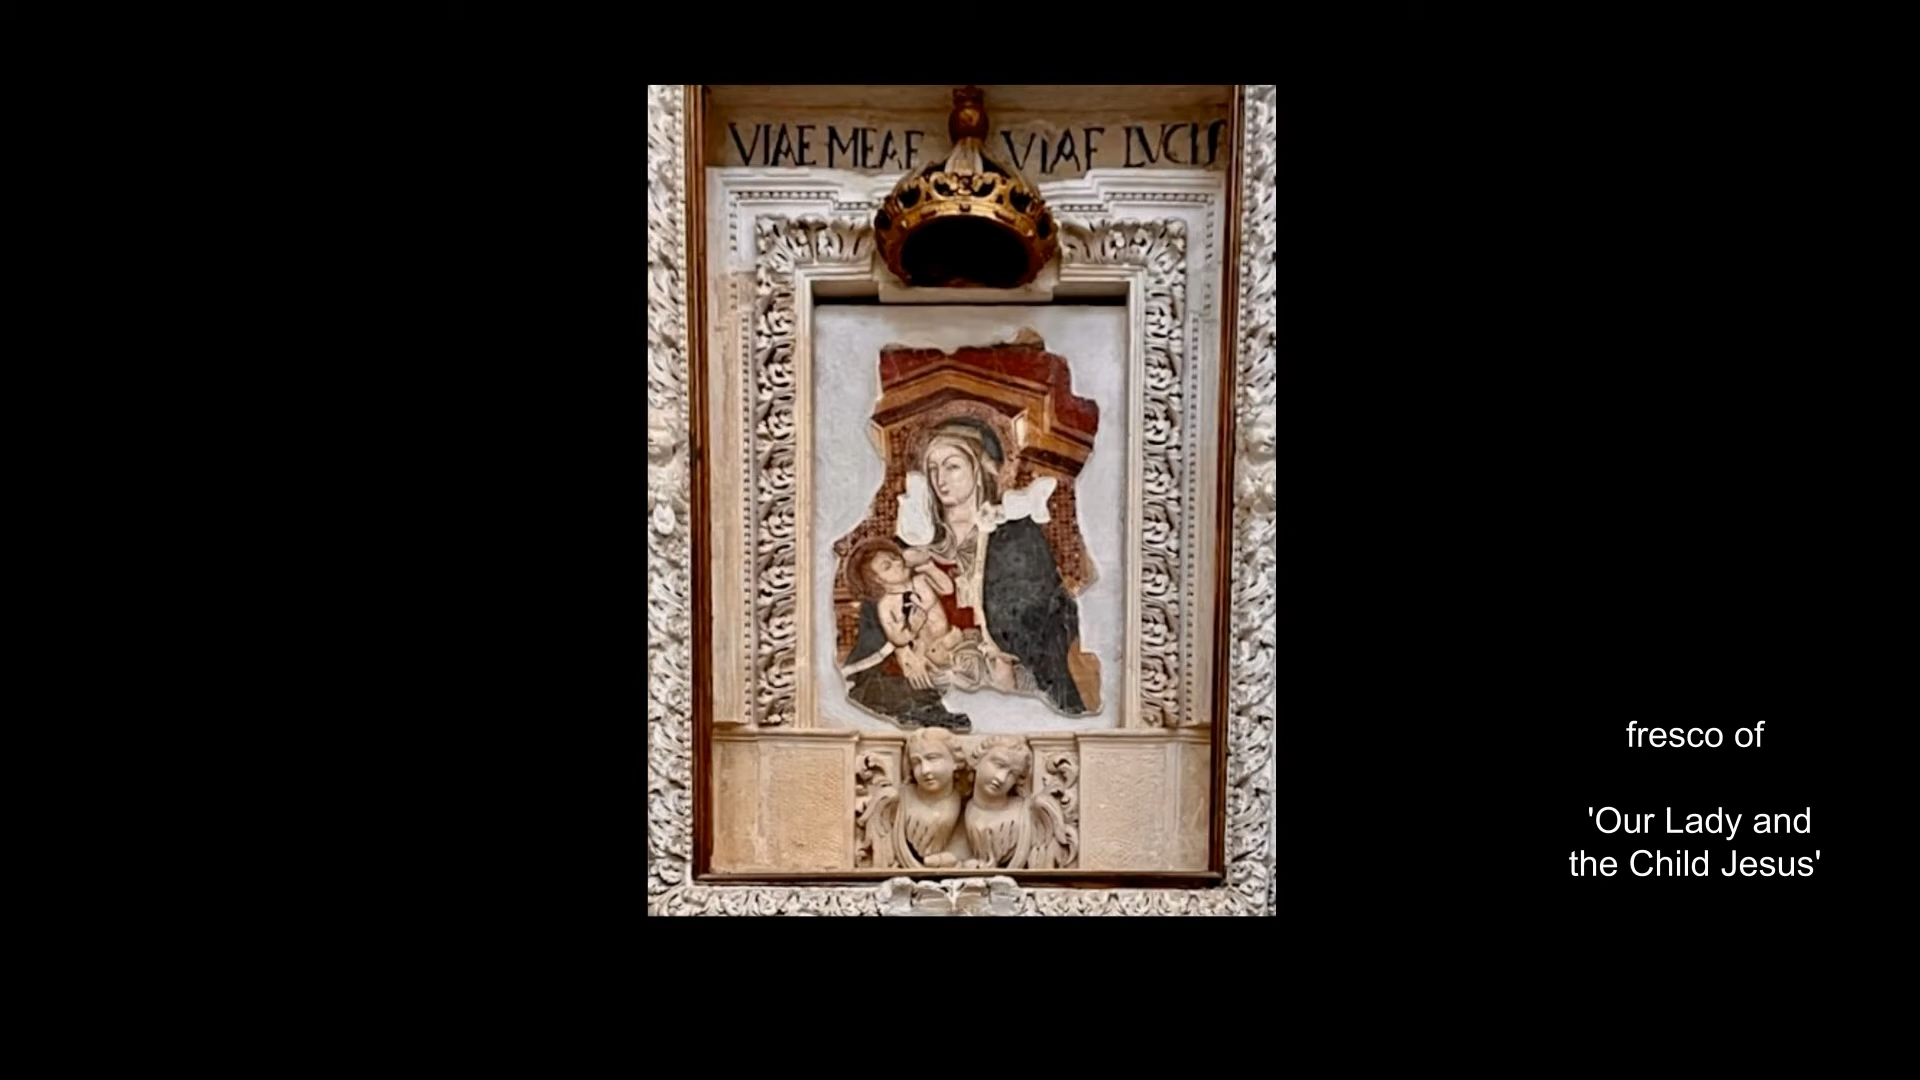 VIAE MEAE VIAE LUCIS
fresco of
'Our Lady and
the Child Jesus'